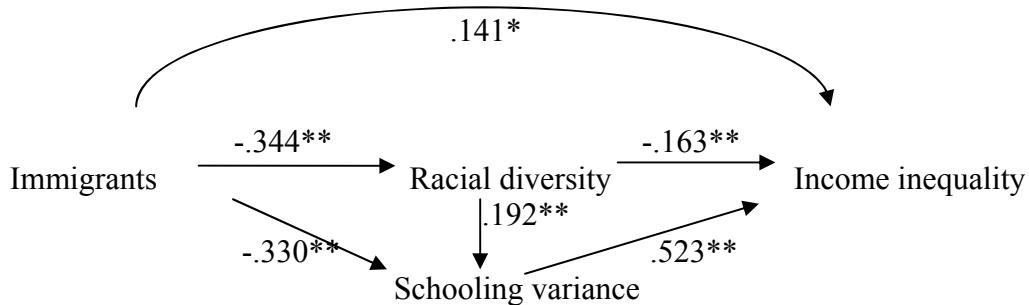 .141*
-.344** -.163**
Immigrants Racial diversity Income inequality
.192**
-.330** .523**
Schooling variance